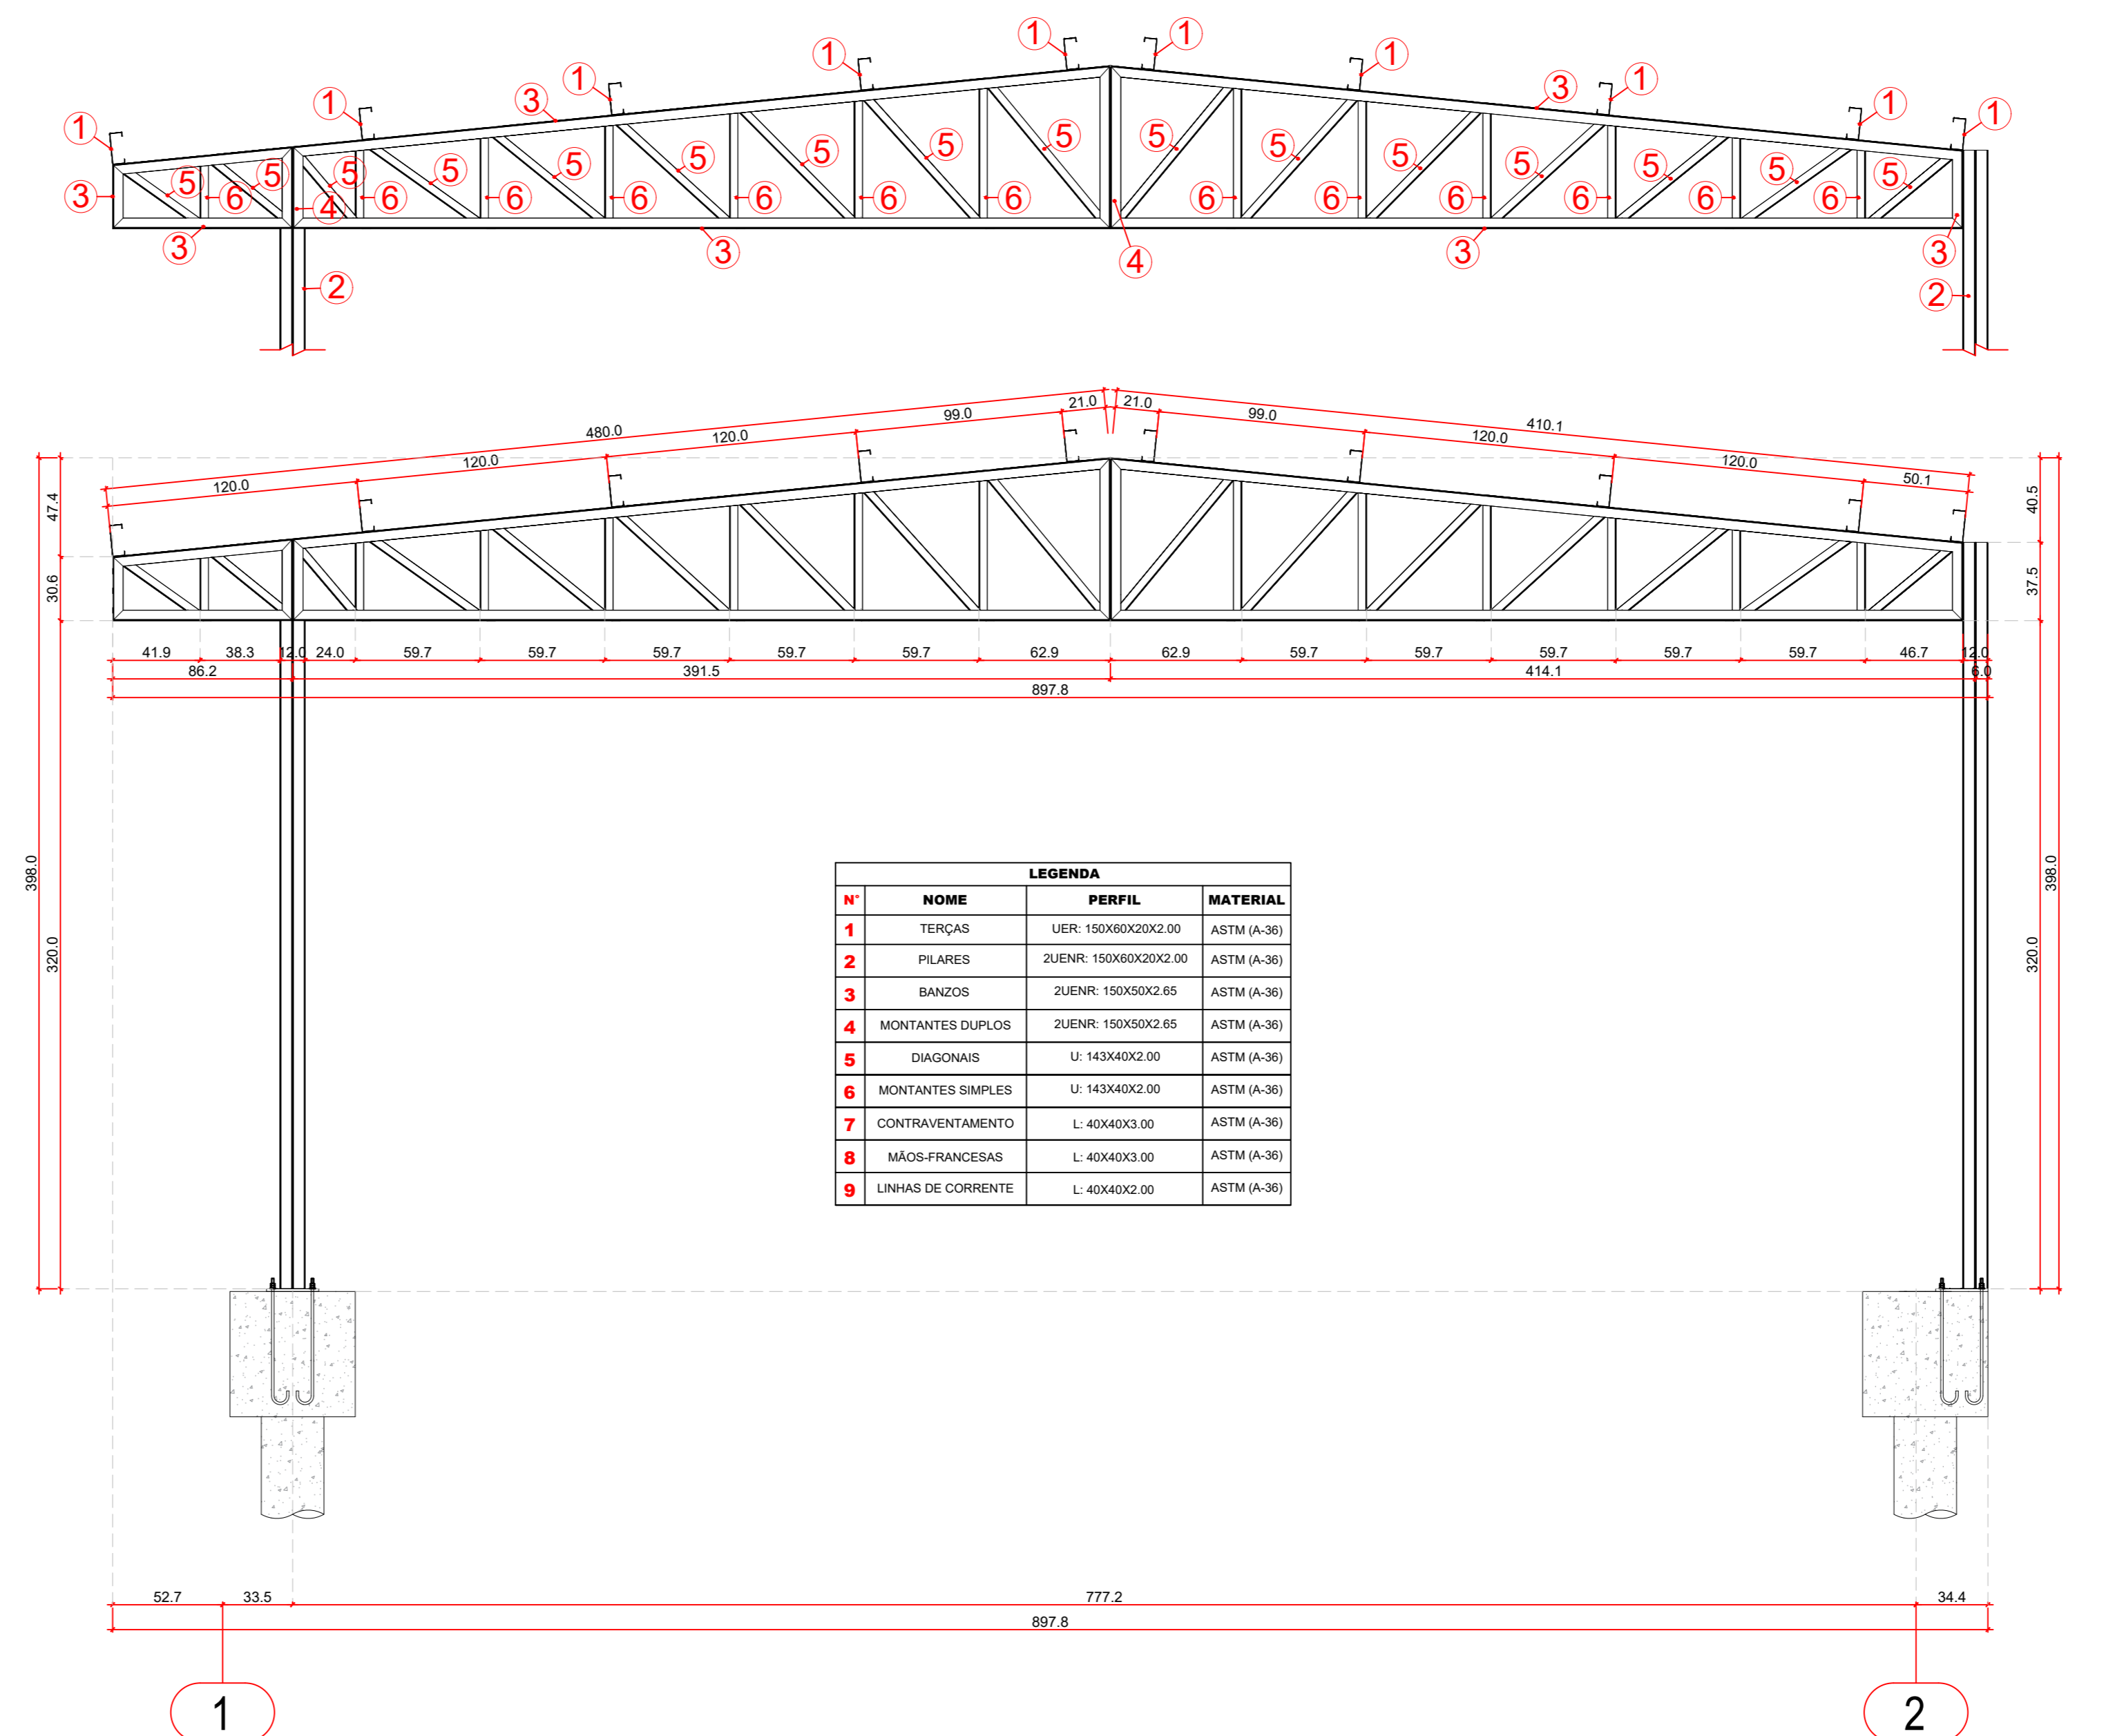 1 1
1 1 1
1 1 1
3 3
1 1 1 1
5 5 5 5 5 5 5 5 5 5 5 5 5 5 5 5
3 6 4 6 6 6 6 6 6 6 6 6 6 6 6 3
3 3 4 3
2 2
21.0 21.0
99.0 99.0
480.0 410.1
120.0 120.0
120.0 120.0
120.0 50.1
47.4 40.5
30.6 37.5
41.9 38.3 12.0 24.0 59.7 59.7 59.7 59.7 59.7 62.9 62.9 59.7 59.7 59.7 59.7 59.7 46.7 12.0
86.2 391.5 414.1 6.0
897.8
398.0 320.0 320.0 398.0
LEGENDA
N° NOME PERFIL MATERIAL
1 TERÇAS UER: 150X60X20X2.00 ASTM (A-36)
2 PILARES 2UENR: 150X60X20X2.00 ASTM (A-36)
3 BANZOS 2UENR: 150X50X2.65 ASTM (A-36)
4 MONTANTES DUPLOS 2UENR: 150X50X2.65 ASTM (A-36)
5 DIAGONAIS U: 143X40X2.00 ASTM (A-36)
6 MONTANTES SIMPLES U: 143X40X2.00 ASTM (A-36)
7 CONTRAVENTAMENTO L: 40X40X3.00 ASTM (A-36)
8 MÃOS-FRANCESAS L: 40X40X3.00 ASTM (A-36)
9 LINHAS DE CORRENTE L: 40X40X2.00 ASTM (A-36)
52.7 33.5 777.2 34.4
897.8
1 2